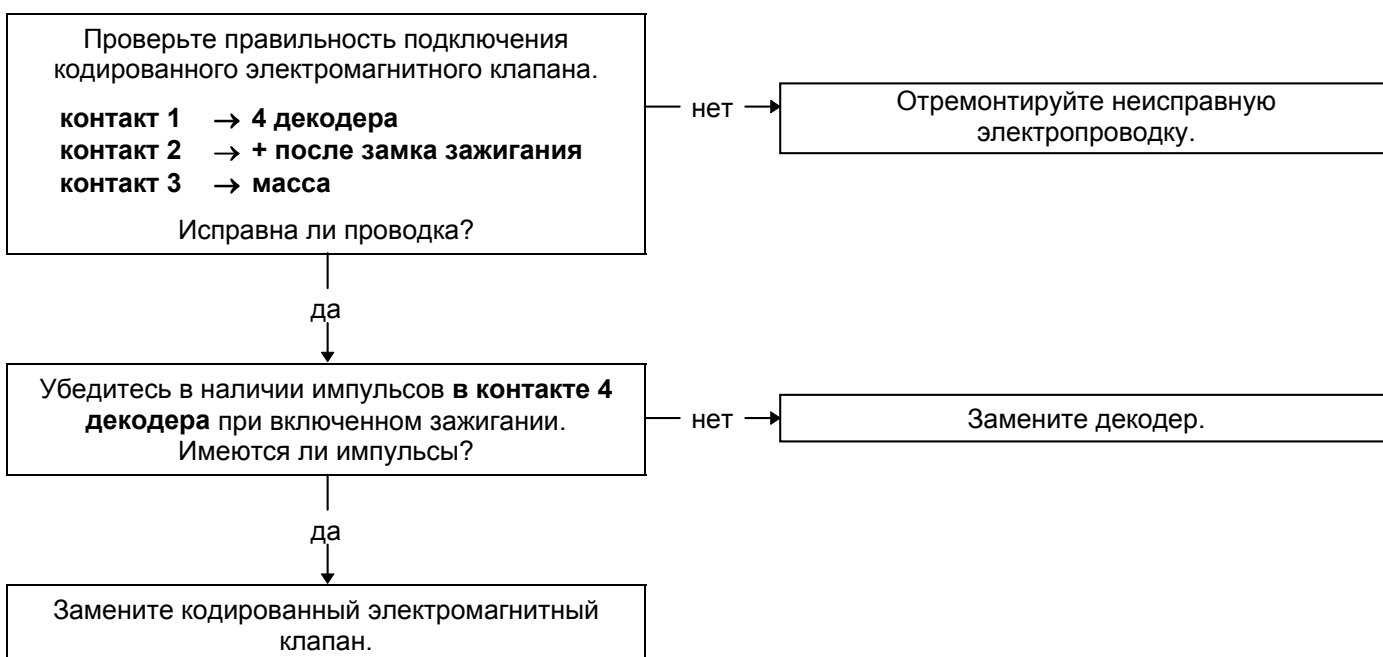 Проверьте правильность подключения
кодированного электромагнитного клапана.
контакт 1 → 4 декодера
контакт 2 → + после замка зажигания
контакт 3 → масса
Исправна ли проводка?
нет
Отремонтируйте неисправную
электропроводку.
да
Убедитесь в наличии импульсов в контакте 4
декодера при включенном зажигании.
Имеются ли импульсы?
нет
Замените декодер.
да
Замените кодированный электромагнитный
клапан.